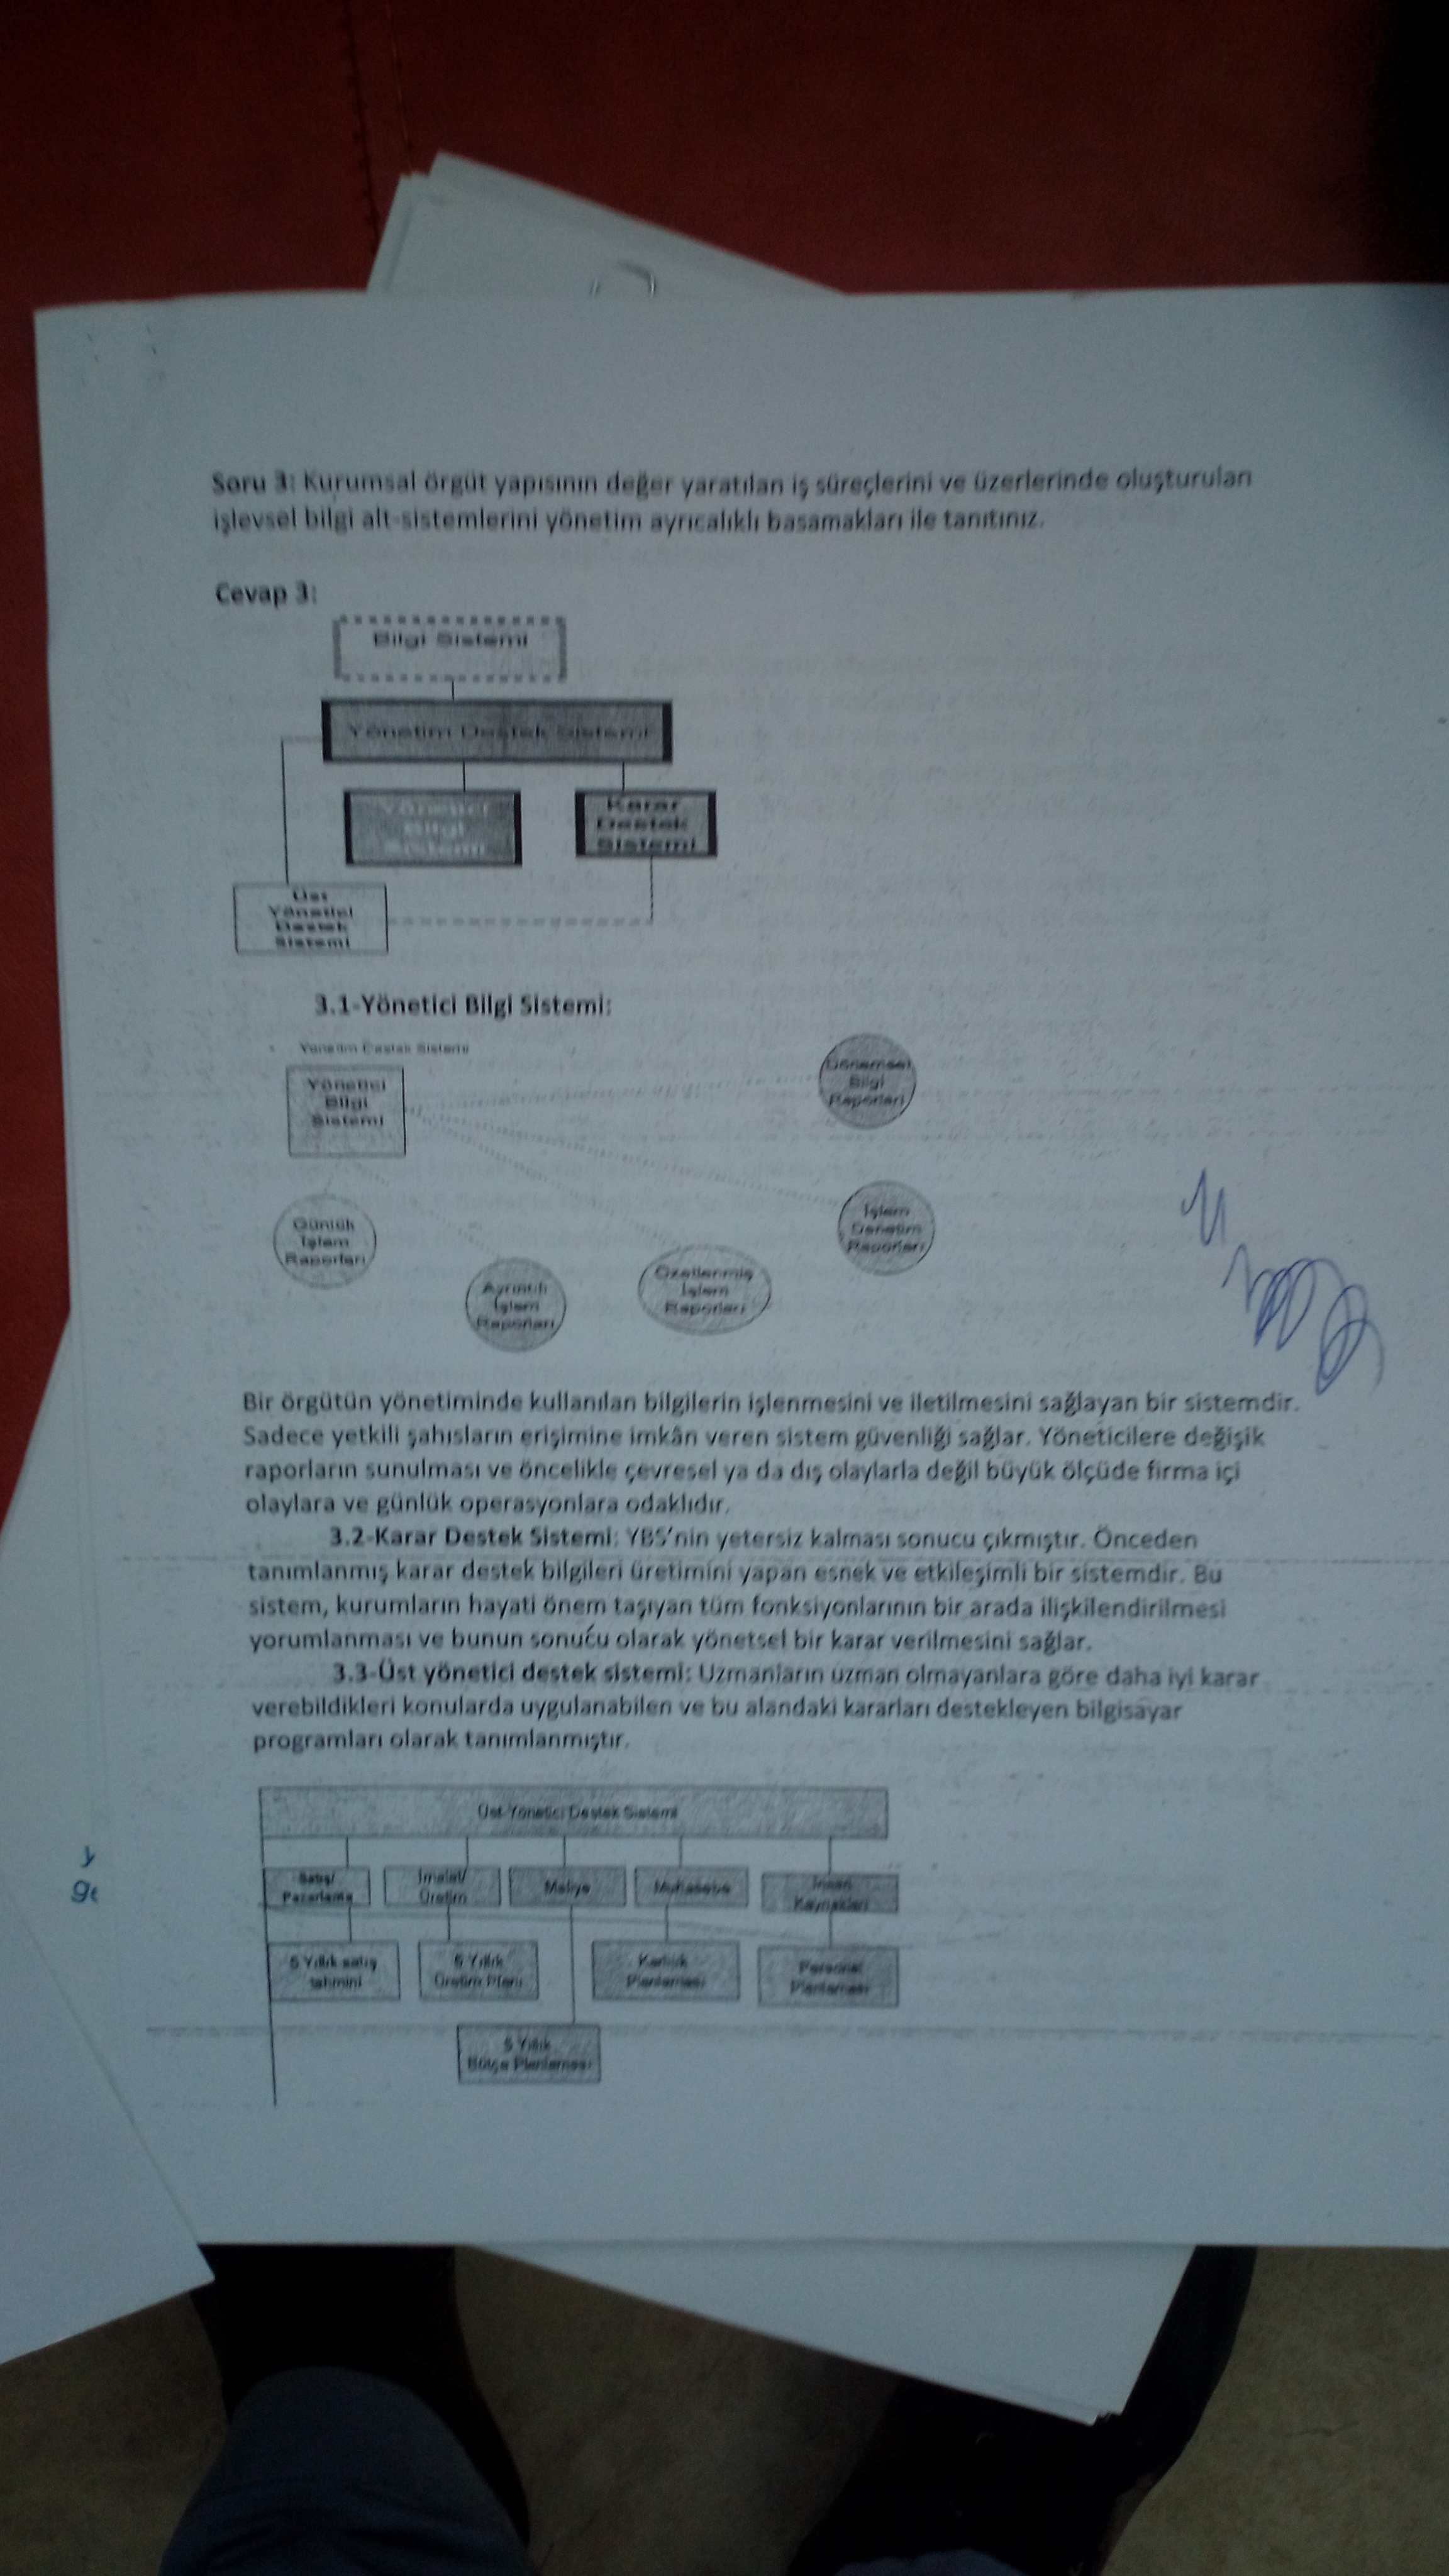 Soru 3: Kurumsal örgüt yapısının değer yaratılan iş süreçlerini ve üzerlerinde oluşturulan
işlevsel bilgi alt-sistemlerini yönetim ayrıcalıklı basamakları ile tanıtınız.
Cevap 3:
Bilgi Sistemi
Yönetim Destek Sistemi
Yönetici
Bilgi
Sistemi
Karar
Destek
Sistemi
Üst
Yönetici
Destek
Sistemi
3.1-Yönetici Bilgi Sistemi:
Yönetim Destek Sistemi
Yönetici
Bilgi
Sistemi
Dönemsel
Bilgi
Raporları
Günlük
İşlem
Raporları
Ayrıntılı
İşlem
Raporları
Özetlenmiş
İşlem
Raporları
İşlem
Denetim
Raporları
Bir örgütün yönetiminde kullanılan bilgilerin işlenmesini ve iletilmesini sağlayan bir sistemdir.
Sadece yetkili şahısların erişimine imkân veren sistem güvenliği sağlar. Yöneticilere değişik
raporların sunulması ve öncelikle çevresel ya da dış olaylarla değil büyük ölçüde firma içi
olaylara ve günlük operasyonlara odaklıdır.
3.2-Karar Destek Sistemi: YBS'nin yetersiz kalması sonucu çıkmıştır. Önceden
tanımlanmış karar destek bilgileri üretimini yapan esnek ve etkileşimli bir sistemdir. Bu
sistem, kurumların hayati önem taşıyan tüm fonksiyonlarının bir arada ilişkilendirilmesi
yorumlanması ve bunun sonucu olarak yönetsel bir karar verilmesini sağlar.
3.3-Üst yönetici destek sistemi: Uzmanların uzman olmayanlara göre daha iyi karar
verebildikleri konularda uygulanabilen ve bu alandaki kararları destekleyen bilgisayar
programları olarak tanımlanmıştır.
Üst Yönetici Destek Sistemi
Satış/
Pazarlama
İmalat/
Üretim
Maliye
Muhasebe
İnsan
Kaynakları
5 Yıllık satış
tahmini
5 Yıllık
Üretim Planı
Karlılık
Planlaması
Personel
Planlaması
5 Yıllık
Bütçe Planlaması
y